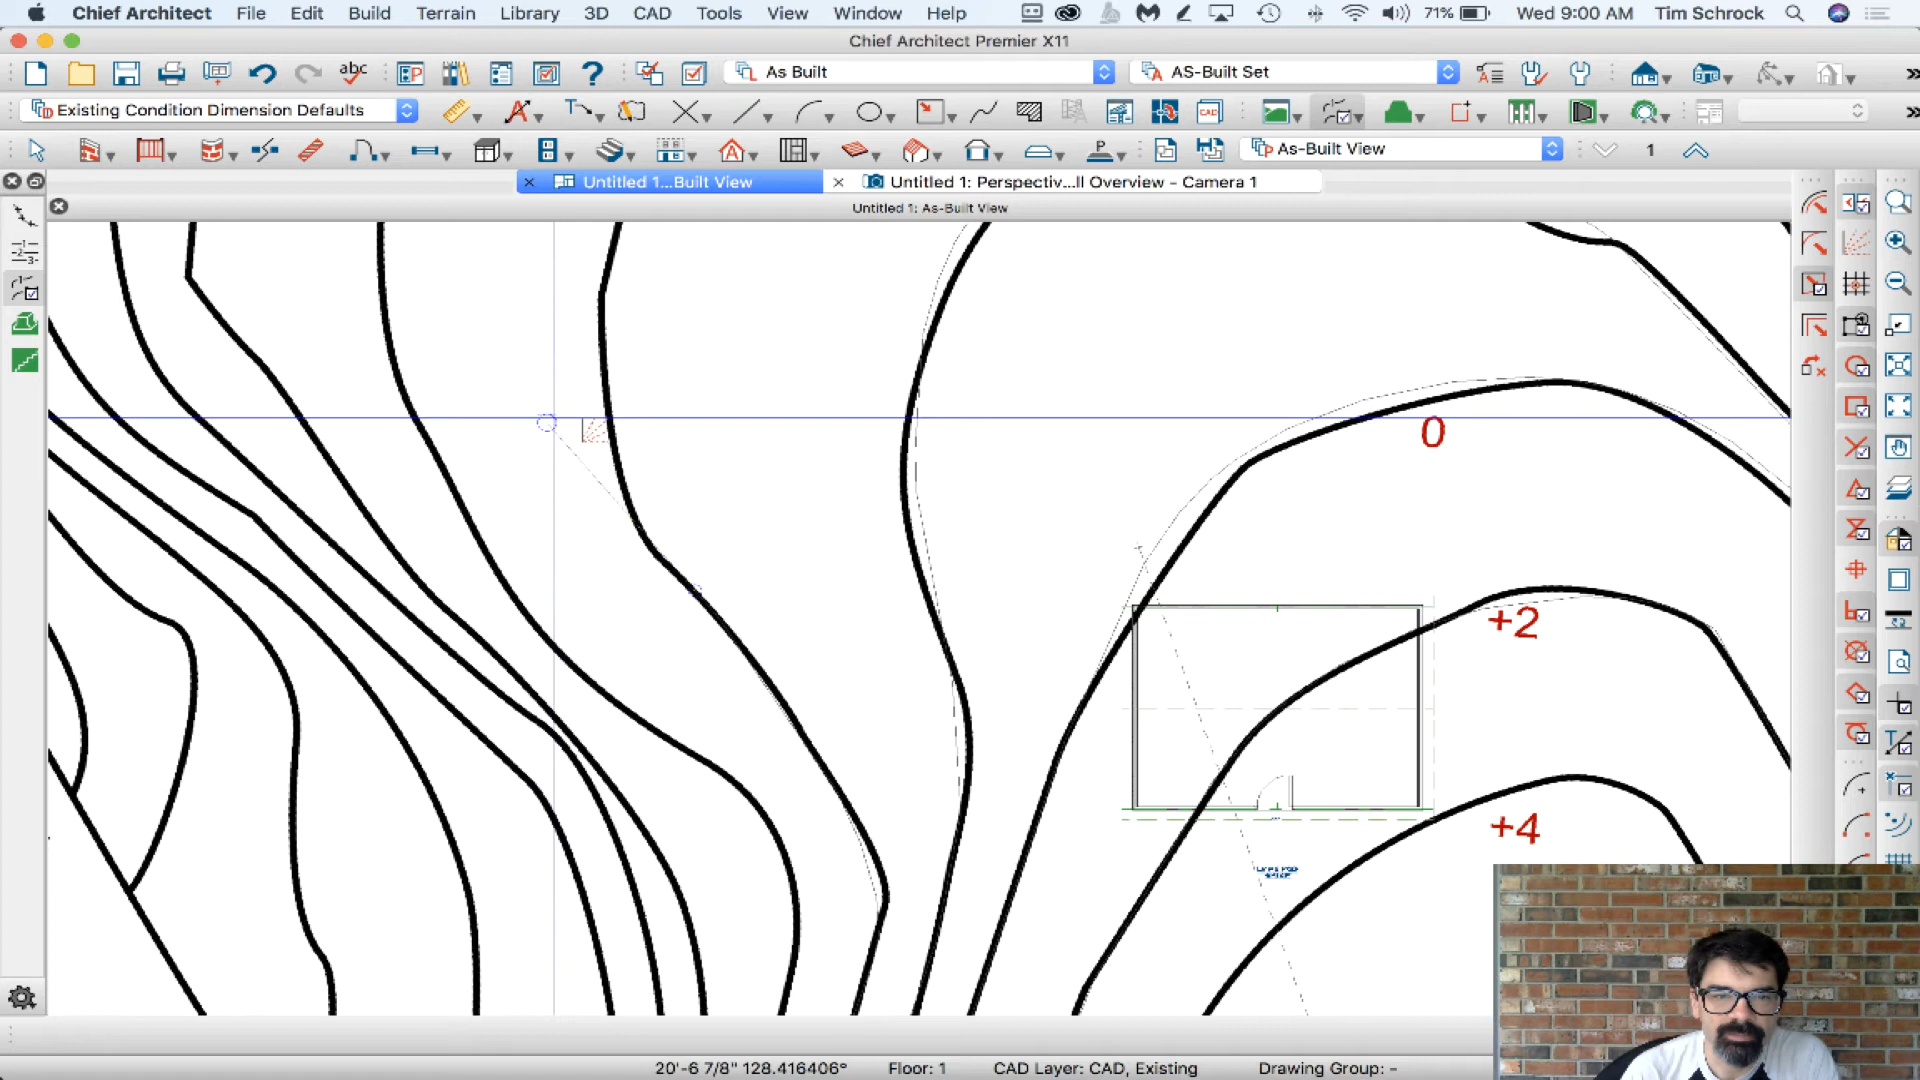 Chief Architect File Edit Build Terrain Library 3D CAD Tools View Window Help 71% Wed 9:00 AM Tim Schrock
Chief Architect Premier X11
abc As Built AS-Built Set
Existing Condition Dimension Defaults
As-Built View 1
Untitled 1...Built View Untitled 1: Perspectiv...ll Overview - Camera 1
Untitled 1: As-Built View
0
+2
+4
20'-6 7/8" 128.416406° Floor: 1 CAD Layer: CAD, Existing Drawing Group: -